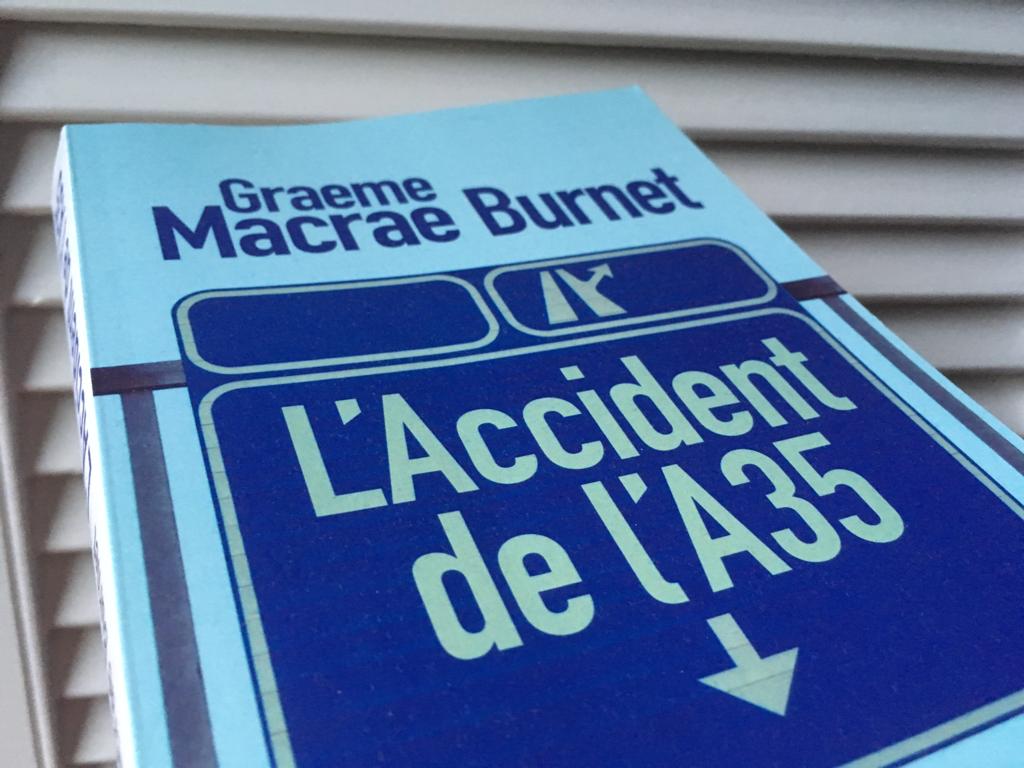 Graeme
Macrae Burnet
L'Accident
de l'A35